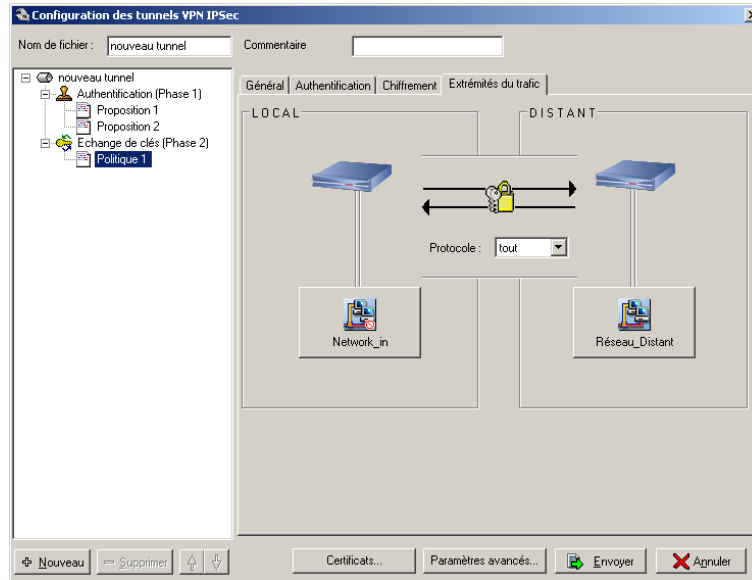 Configuration des tunnels VPN IPSec
Nom de fichier : nouveau tunnel Commentaire
nouveau tunnel
Authentification (Phase 1)
Proposition 1
Proposition 2
Echange de clés (Phase 2)
Politique 1
Général Authentification Chiffrement Extrémités du trafic
LOCAL
DISTANT
Protocole : tout
Network_in
Réseau_Distant
Nouveau Supprimer Certificats... Paramètres avancés... Envoyer Annuler